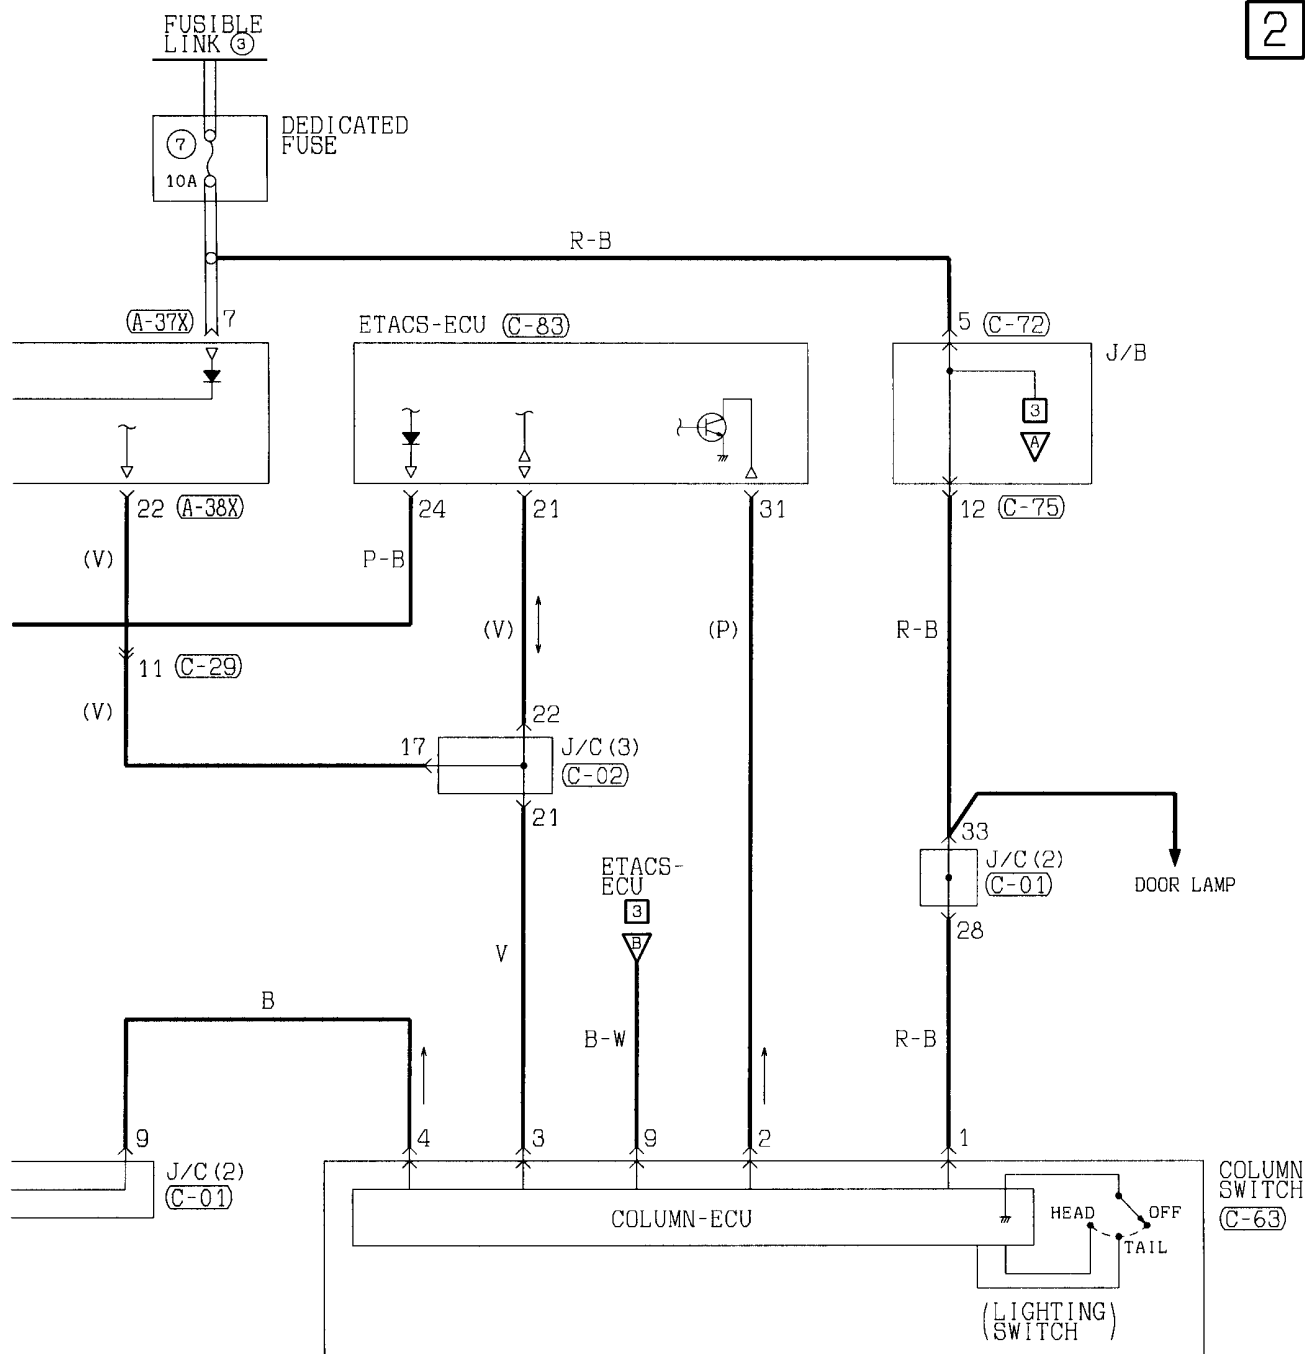 2
FUSIBLE
LINK ③
DEDICATED
FUSE
7
10A
R-B
A-37X 7
ETACS-ECU C-83
5 C-72
J/B
3
A
22 A-38X
24
21
31
12 C-75
(V)
P-B
(V)
(P)
R-B
11 C-29
(V)
22
17
J/C(3)
C-02
21
33
J/C(2)
C-01
DOOR LAMP
28
ETACS-
ECU
3
B
V
B
B-W
R-B
9
4
3
9
2
1
J/C(2)
C-01
COLUMN
SWITCH
C-63
COLUMN-ECU
HEAD
OFF
TAIL
(LIGHTING
SWITCH)